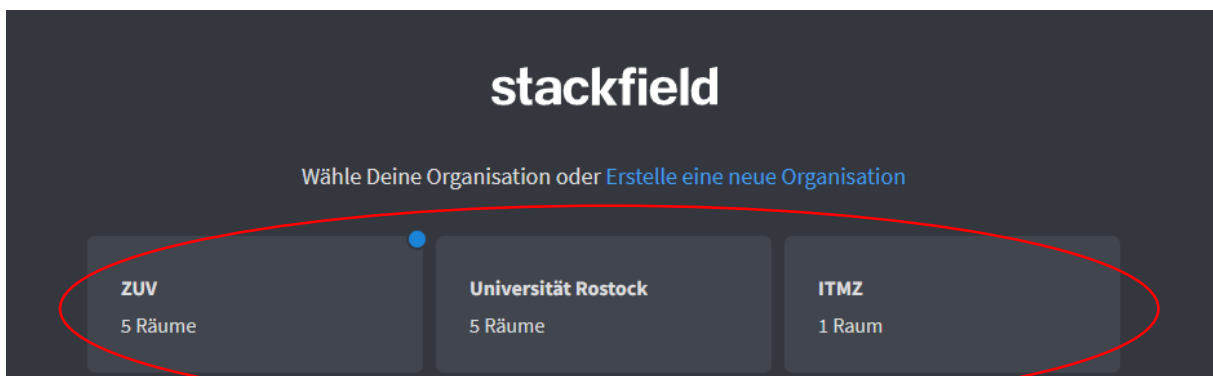 stackfield
Wähle Deine Organisation oder Erstelle eine neue Organisation
ZUV
5 Räume
Universität Rostock
5 Räume
ITMZ
1 Raum